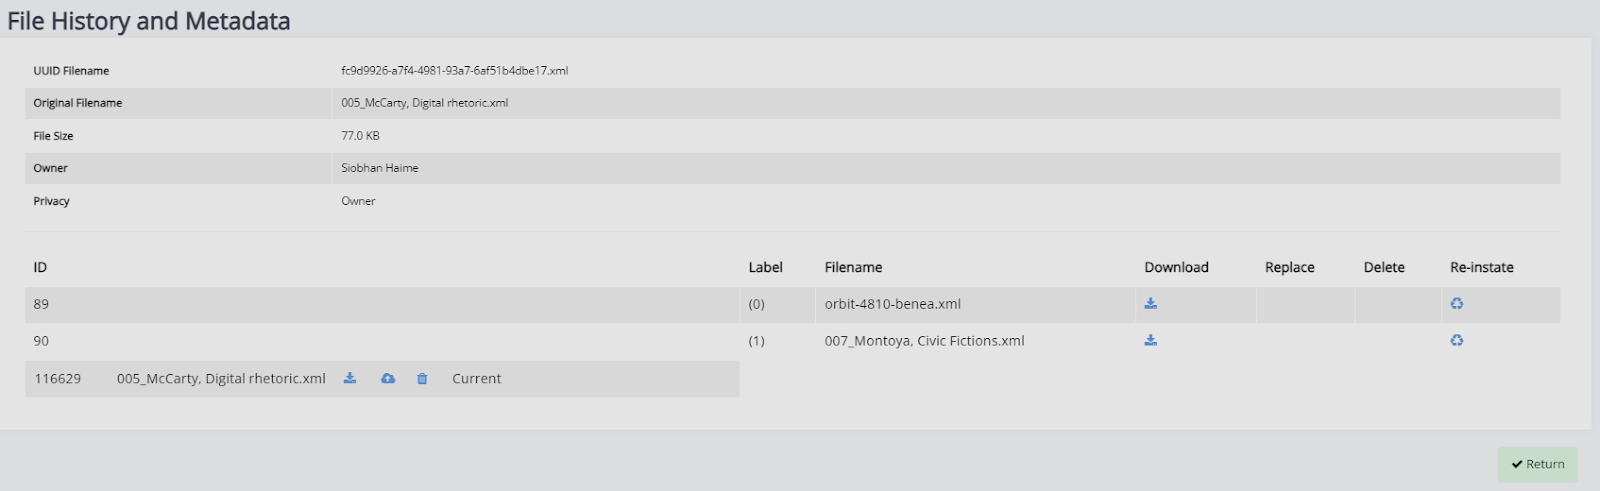 File History and Metadata
UUID Filename fc9d9926-a7f4-4981-93a7-6af51b4dbe17.xml
Original Filename 005_McCarty, Digital rhetoric.xml
File Size 77.0 KB
Owner Siobhan Haime
Privacy Owner
ID Label Filename Download Replace Delete Re-instate
89 (0) orbit-4810-benea.xml
90 (1) 007_Montoya, Civic Fictions.xml
116629 005_McCarty, Digital rhetoric.xml Current
Return